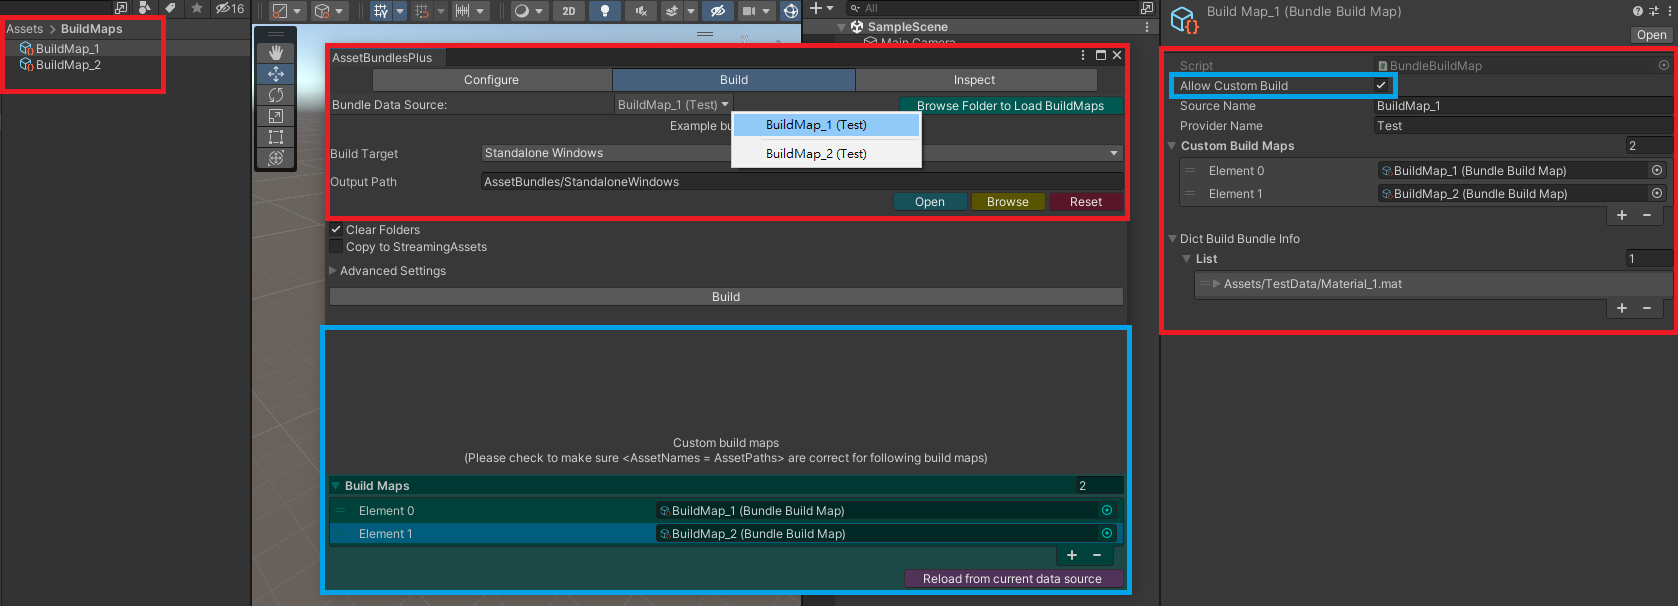 16
2D
All
Assets > BuildMaps
BuildMap_1
BuildMap_2
SampleScene
Main Camera
AssetBundlesPlus
Configure
Build
Inspect
Bundle Data Source:
BuildMap_1 (Test)
Browse Folder to Load BuildMaps
Example bu
BuildMap_1 (Test)
BuildMap_2 (Test)
Build Target
Standalone Windows
Output Path
AssetBundles/StandaloneWindows
Open
Browse
Reset
Clear Folders
Copy to StreamingAssets
Advanced Settings
Build
Custom build maps
(Please check to make sure <AssetNames = AssetPaths> are correct for following build maps)
Build Maps
2
Element 0
BuildMap_1 (Bundle Build Map)
Element 1
BuildMap_2 (Bundle Build Map)
+ −
Reload from current data source
Build Map_1 (Bundle Build Map)
Open
Script
BundleBuildMap
Allow Custom Build
Source Name
BuildMap_1
Provider Name
Test
Custom Build Maps
2
Element 0
BuildMap_1 (Bundle Build Map)
Element 1
BuildMap_2 (Bundle Build Map)
+ −
Dict Build Bundle Info
List
1
Assets/TestData/Material_1.mat
+ −